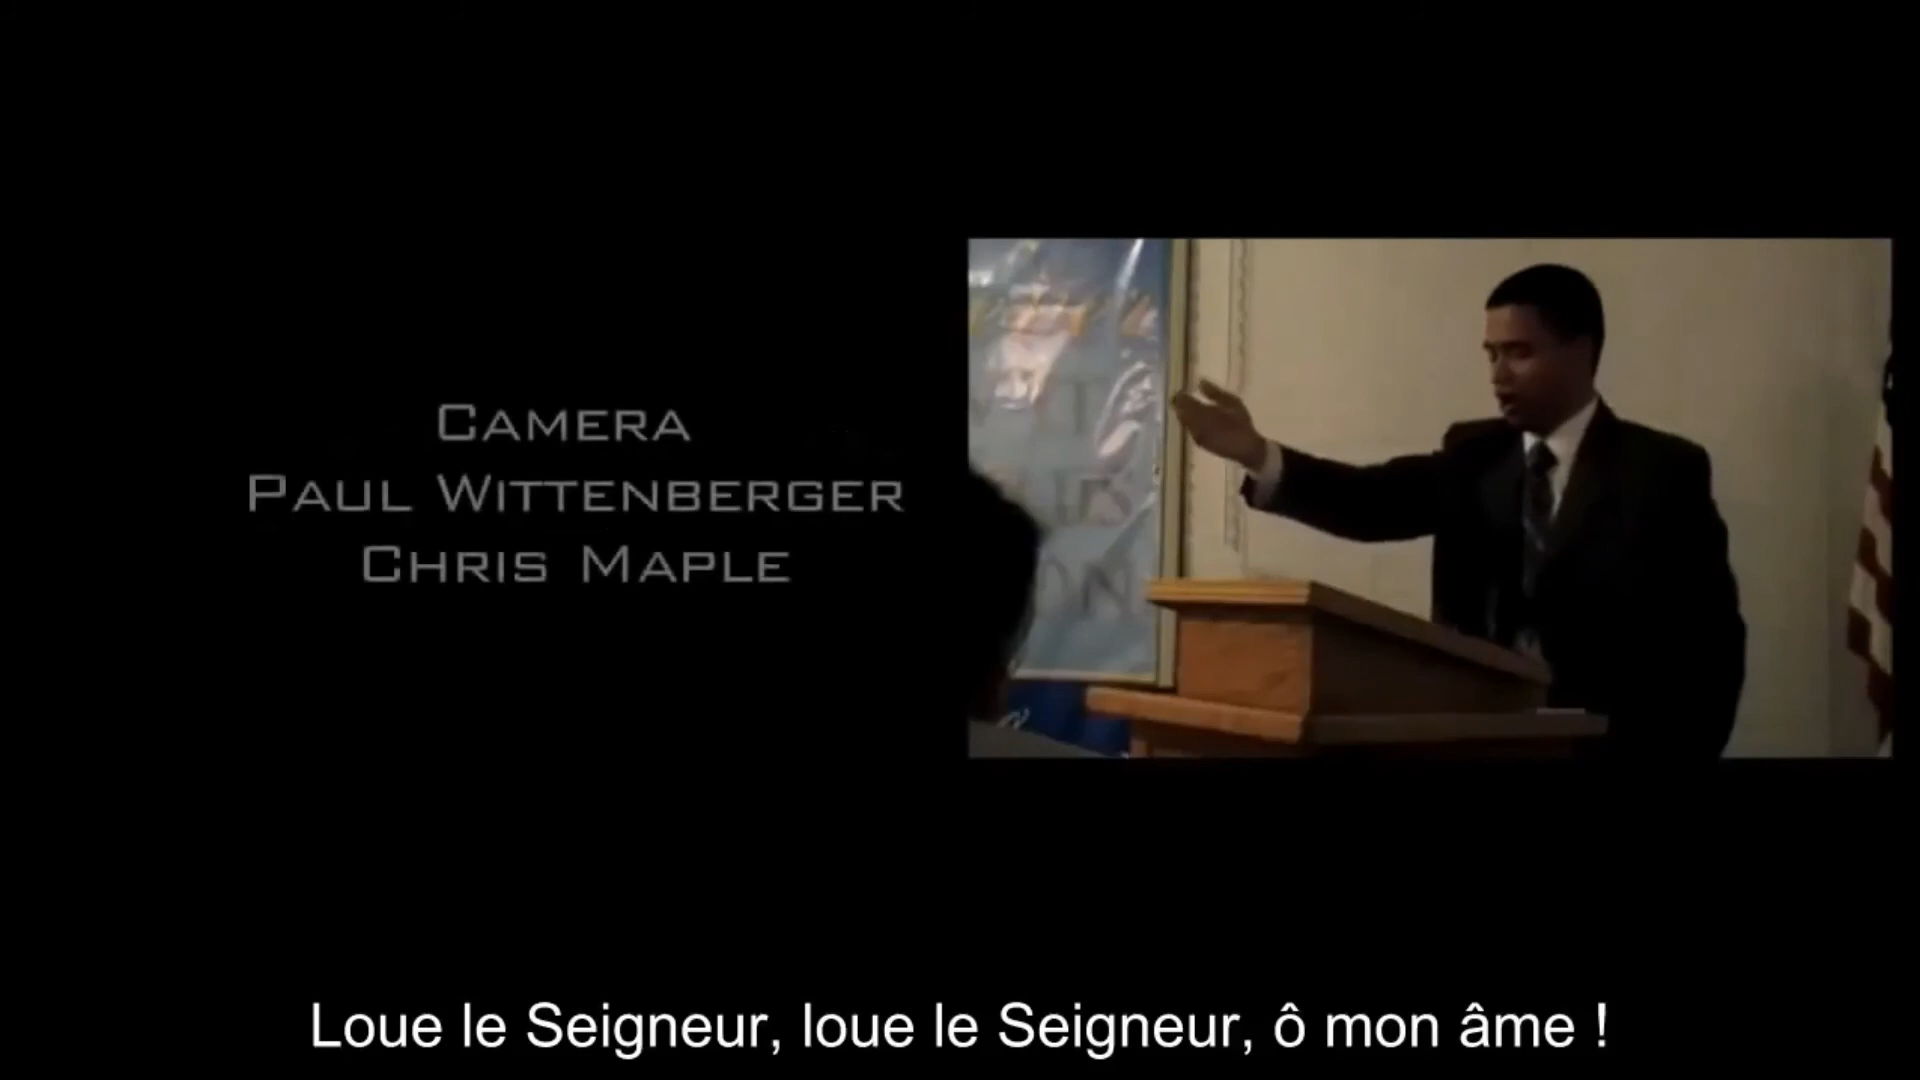 Camera
Paul Wittenberger
Chris Maple
Loue le Seigneur, loue le Seigneur, ô mon âme !